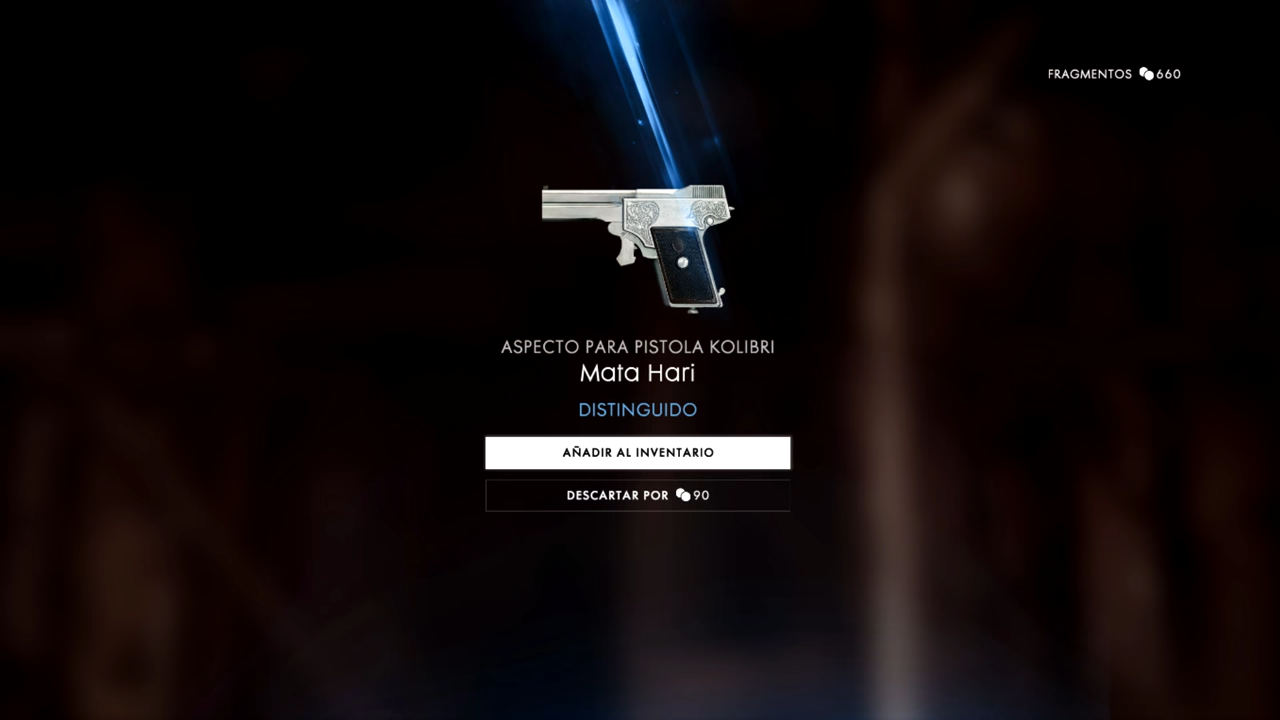 FRAGMENTOS 660
ASPECTO PARA PISTOLA KOLIBRI
Mata Hari
DISTINGUIDO
AÑADIR AL INVENTARIO
DESCARTAR POR 90